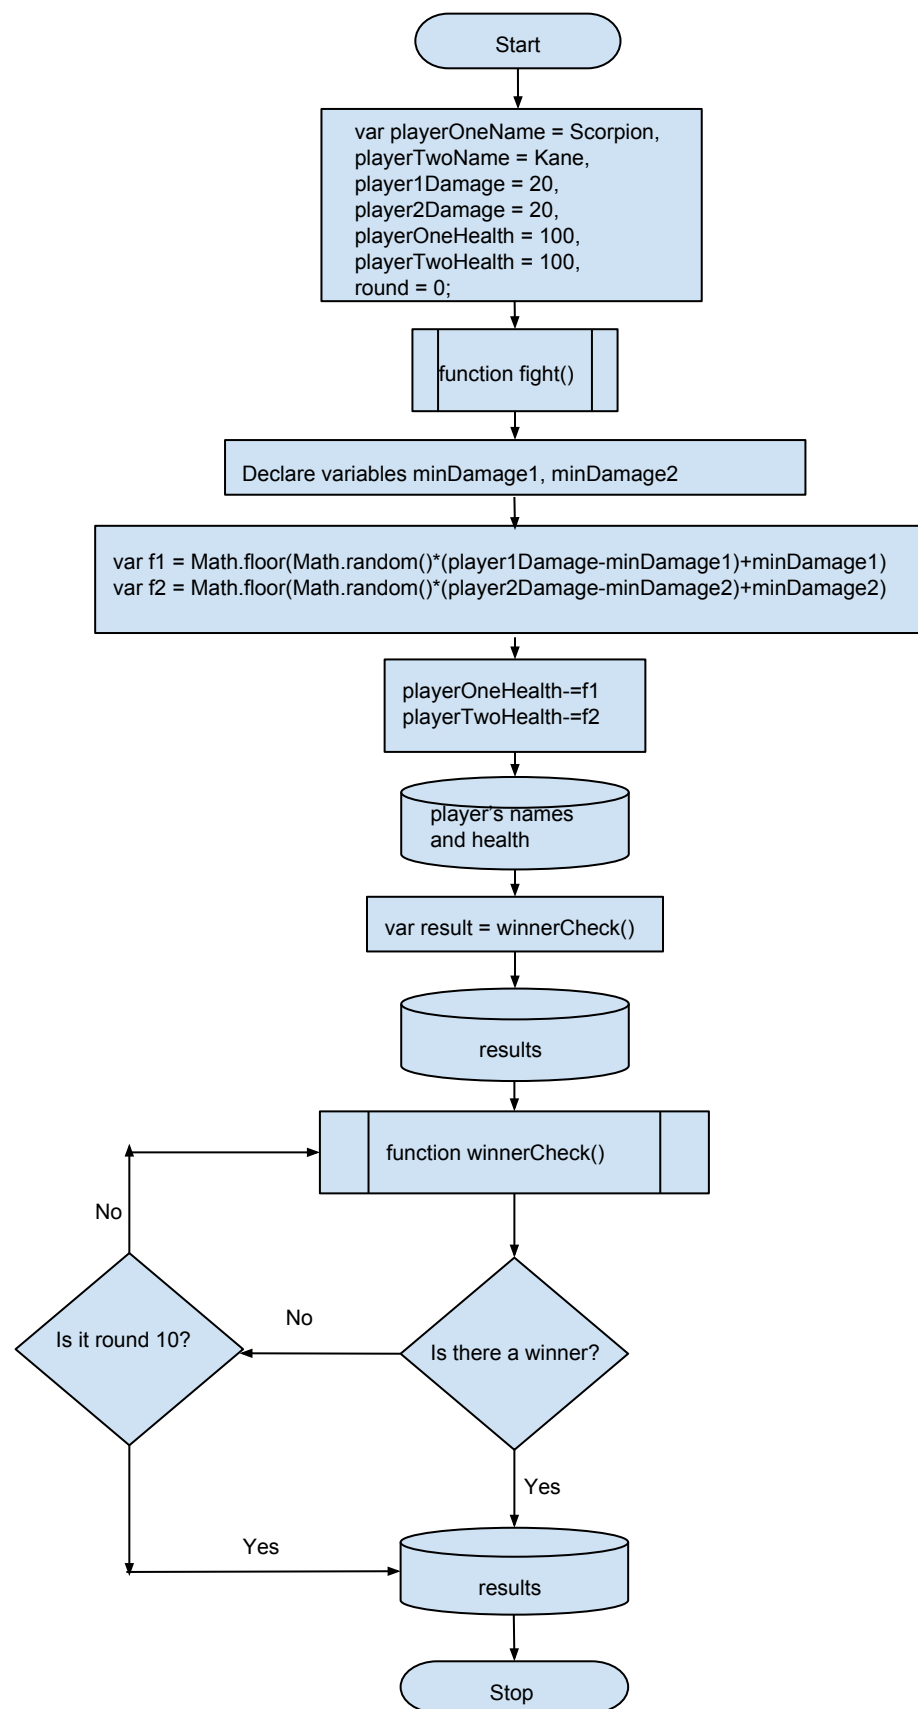 Start
var playerOneName = Scorpion,
playerTwoName = Kane,
player1Damage = 20,
player2Damage = 20,
playerOneHealth = 100,
playerTwoHealth = 100,
round = 0;
function fight()
Declare variables minDamage1, minDamage2
var f1 = Math.floor(Math.random()*(player1Damage-minDamage1)+minDamage1)
var f2 = Math.floor(Math.random()*(player2Damage-minDamage2)+minDamage2)
playerOneHealth-=f1
playerTwoHealth-=f2
player's names
and health
var result = winnerCheck()
results
function winnerCheck()
No
Is it round 10?
No
Is there a winner?
Yes
Yes
results
Stop